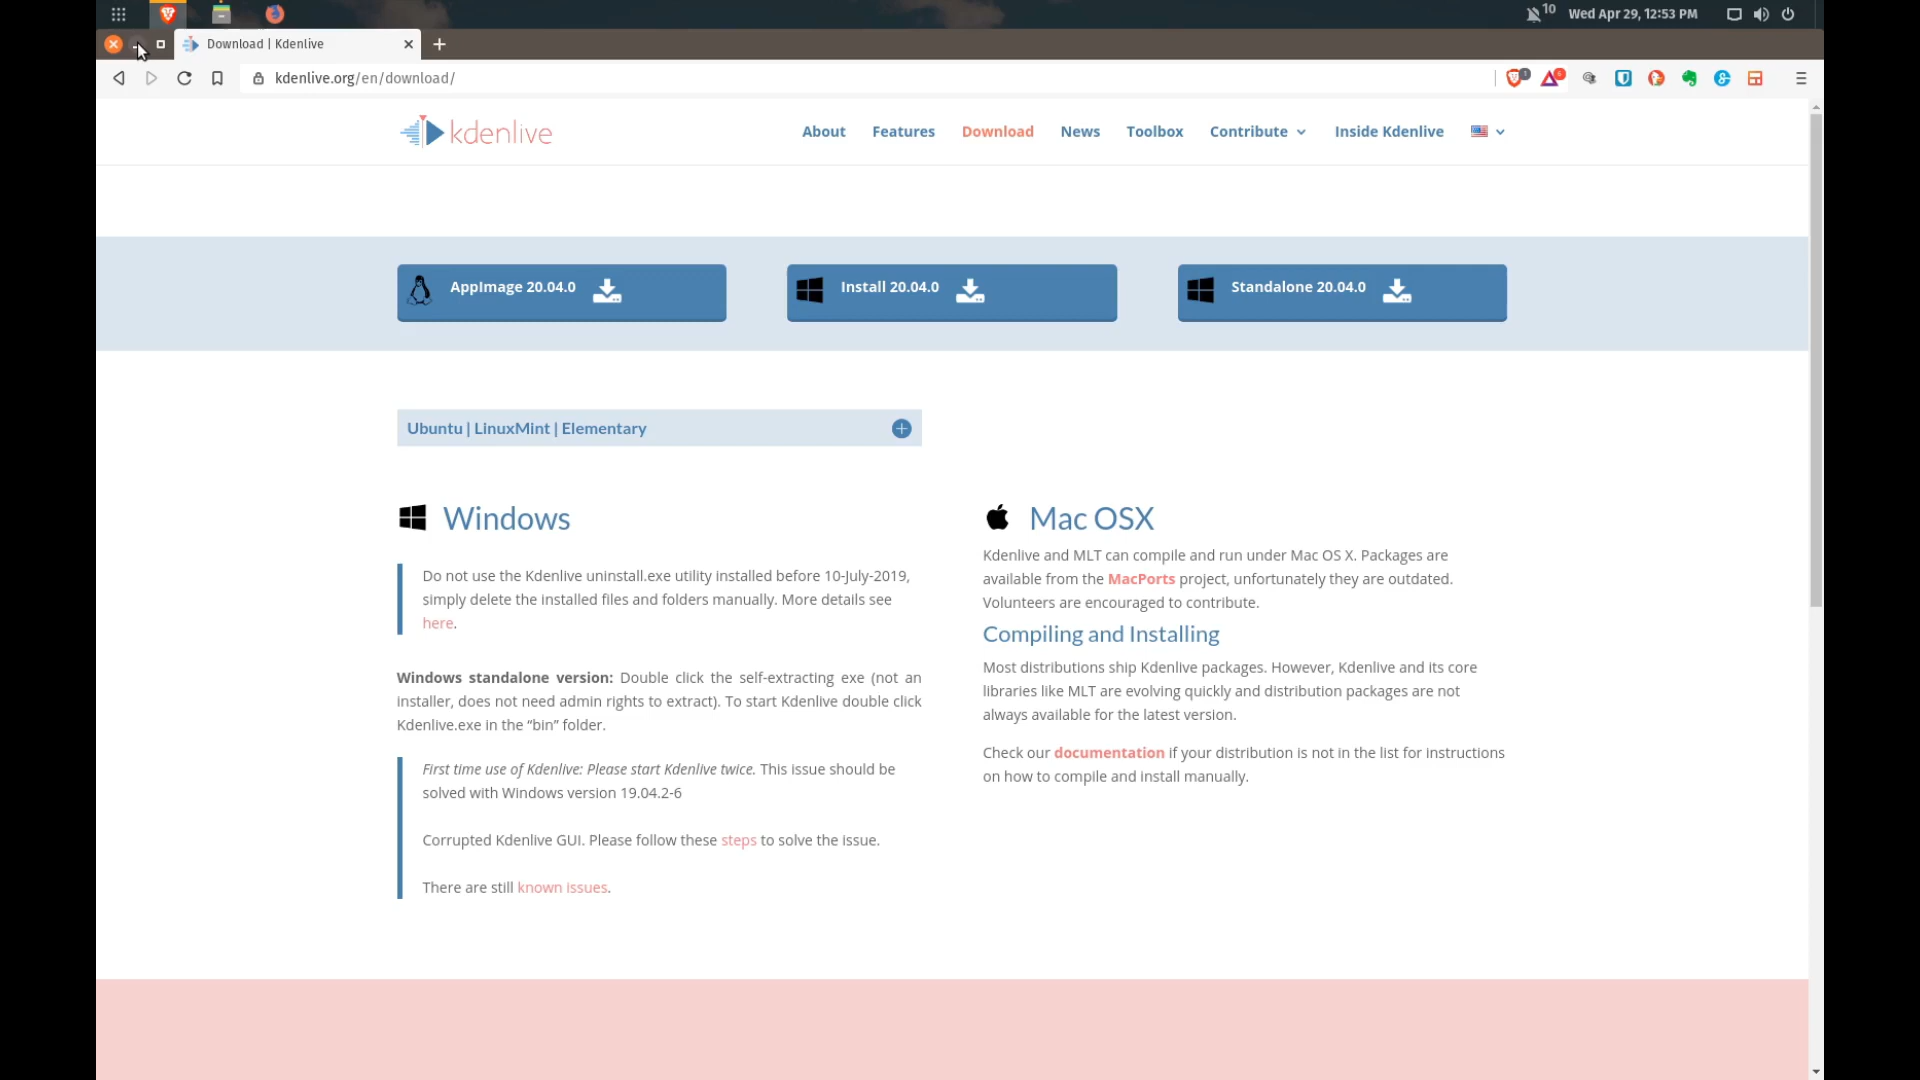 10
Wed Apr 29, 12:53 PM
Download | Kdenlive
kdenlive.org/en/download/
kdenlive
About
Features
Download
News
Toolbox
Contribute
Inside Kdenlive
AppImage 20.04.0
Install 20.04.0
Standalone 20.04.0
Ubuntu | LinuxMint | Elementary
Windows
Do not use the Kdenlive uninstall.exe utility installed before 10-July-2019,
simply delete the installed files and folders manually. More details see
here.
Windows standalone version: Double click the self-extracting exe (not an
installer, does not need admin rights to extract). To start Kdenlive double click
Kdenlive.exe in the “bin” folder.
First time use of Kdenlive: Please start Kdenlive twice. This issue should be
solved with Windows version 19.04.2-6
Corrupted Kdenlive GUI. Please follow these steps to solve the issue.
There are still known issues.
Mac OSX
Kdenlive and MLT can compile and run under Mac OS X. Packages are
available from the MacPorts project, unfortunately they are outdated.
Volunteers are encouraged to contribute.
Compiling and Installing
Most distributions ship Kdenlive packages. However, Kdenlive and its core
libraries like MLT are evolving quickly and distribution packages are not
always available for the latest version.
Check our documentation if your distribution is not in the list for instructions
on how to compile and install manually.